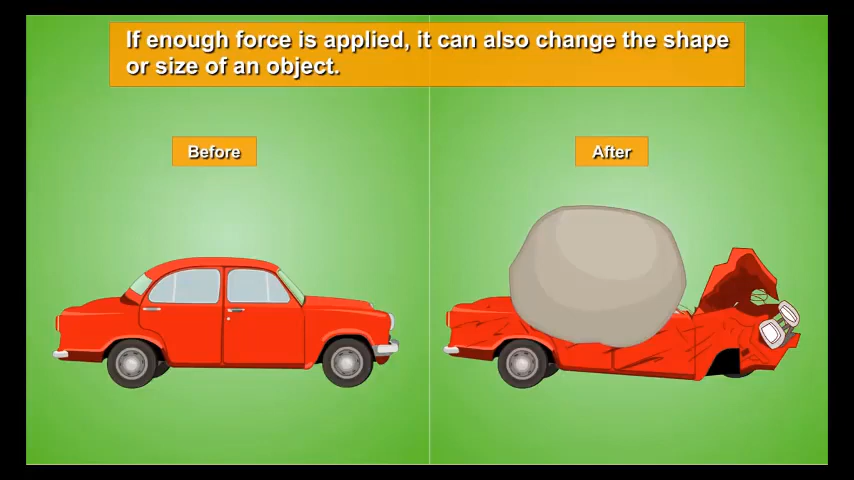 If enough force is applied, it can also change the shape
or size of an object.
Before
After